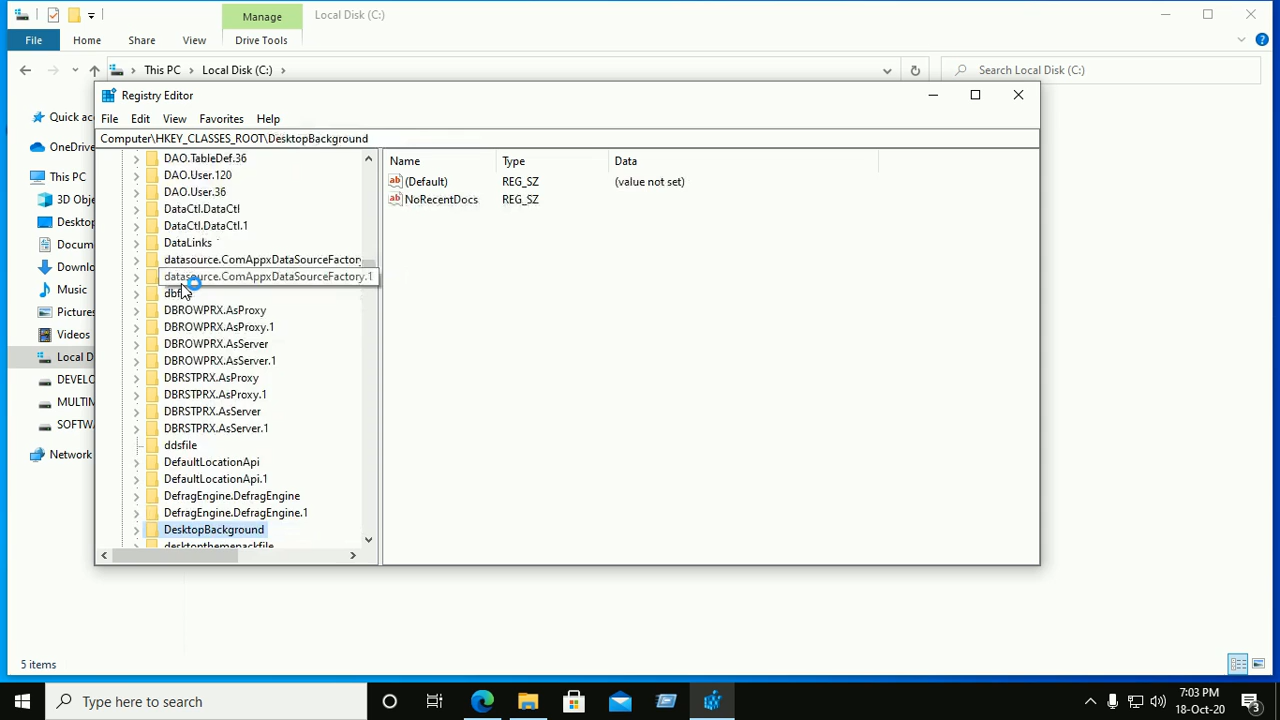 Manage
Local Disk (C:)
File
Home
Share
View
Drive Tools
This PC
Local Disk (C:)
Search Local Disk (C:)
Quick ac
OneDriv
This PC
3D Obje
Desktop
Docum
Downlo
Music
Pictures
Videos
Local D
DEVELO
MULTIM
SOFTW
Network
Registry Editor
File
Edit
View
Favorites
Help
Computer\HKEY_CLASSES_ROOT\DesktopBackground
DAO.TableDef.36
DAO.User.120
DAO.User.36
DataCtl.DataCtl
DataCtl.DataCtl.1
DataLinks
datasource.ComAppxDataSourceFactory
datasource.ComAppxDataSourceFactory.1
DBROWPRX.AsProxy
DBROWPRX.AsProxy.1
DBROWPRX.AsServer
DBROWPRX.AsServer.1
DBRSTPRX.AsProxy
DBRSTPRX.AsProxy.1
DBRSTPRX.AsServer
DBRSTPRX.AsServer.1
ddsfile
DefaultLocationApi
DefaultLocationApi.1
DefragEngine.DefragEngine
DefragEngine.DefragEngine.1
DesktopBackground
desktopthemepackfile
Name Type Data
(Default) REG_SZ (value not set)
NoRecentDocs REG_SZ
5 items
Type here to search
7:03 PM
18-Oct-20
3